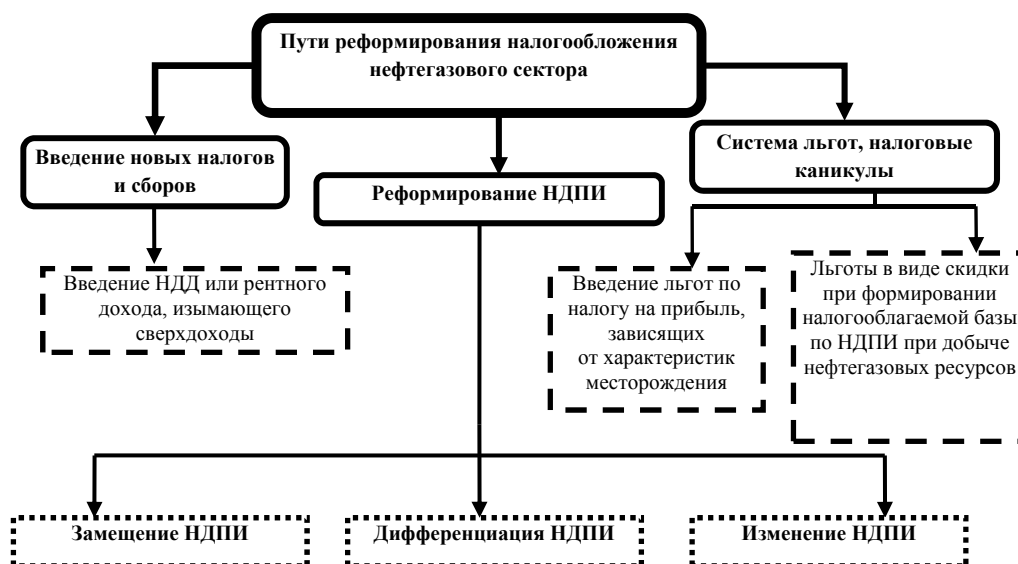 Пути реформирования налогообложения
нефтегазового сектора
Введение новых налогов
и сборов
Реформирование НДПИ
Система льгот, налоговые
каникулы
Введение НДД или рентного
дохода, изымающего
сверхдоходы
Введение льгот по
налогу на прибыль,
зависящих
от характеристик
месторождения
Льготы в виде скидки
при формировании
налогооблагаемой базы
по НДПИ при добыче
нефтегазовых ресурсов
Замещение НДПИ
Дифференциация НДПИ
Изменение НДПИ